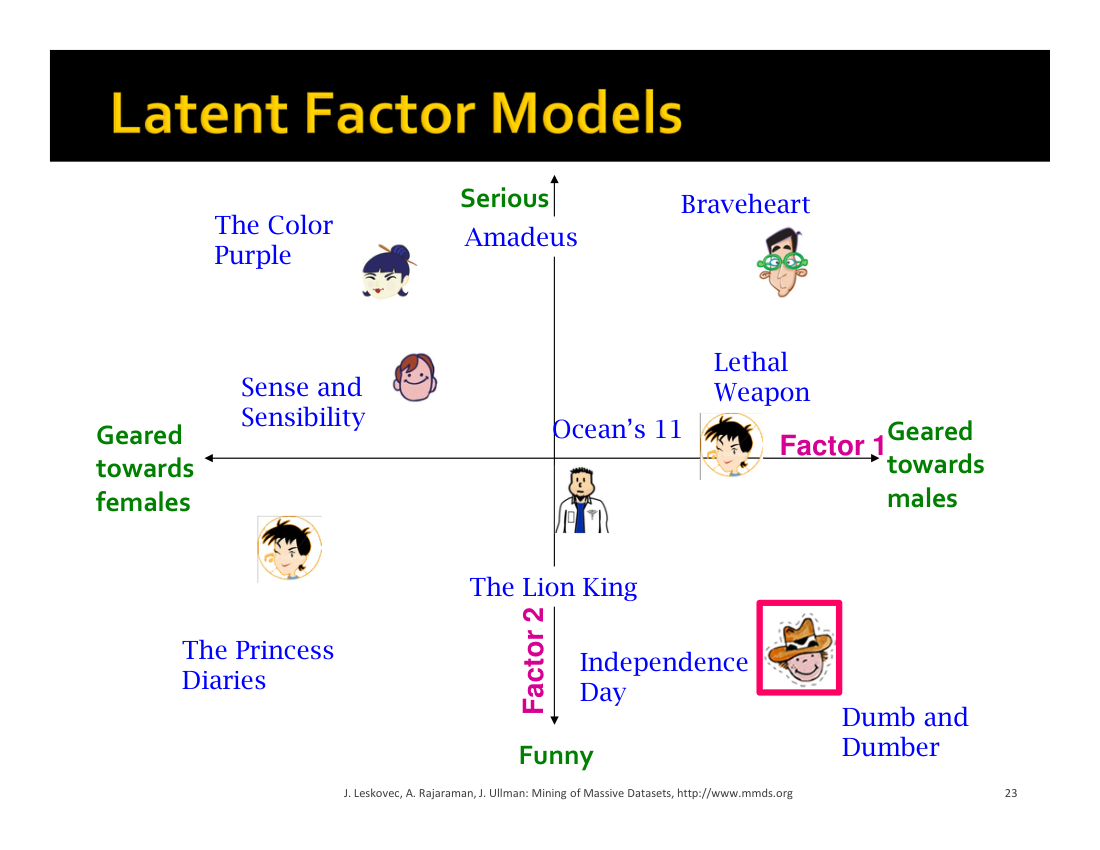 Latent Factor Models
Serious
Braveheart
The Color
Purple
Amadeus
Lethal
Weapon
Sense and
Sensibility
Ocean’s 11
Geared
towards
females
Factor 1
Geared
towards
males
The Lion King
Factor 2
The Princess
Diaries
Independence
Day
Dumb and
Dumber
Funny
J. Leskovec, A. Rajaraman, J. Ullman: Mining of Massive Datasets, http://www.mmds.org
23